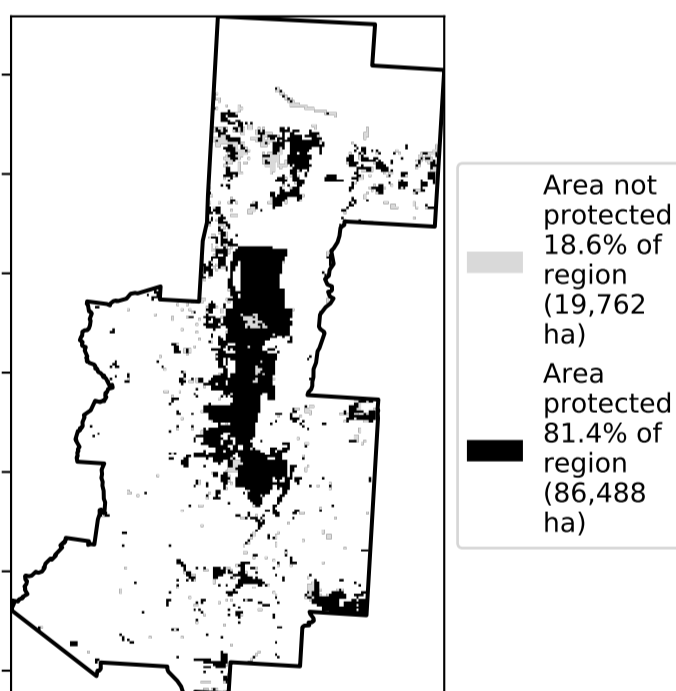 Area not
protected
18.6% of
region
(19,762
ha)
Area
protected
81.4% of
region
(86,488
ha)